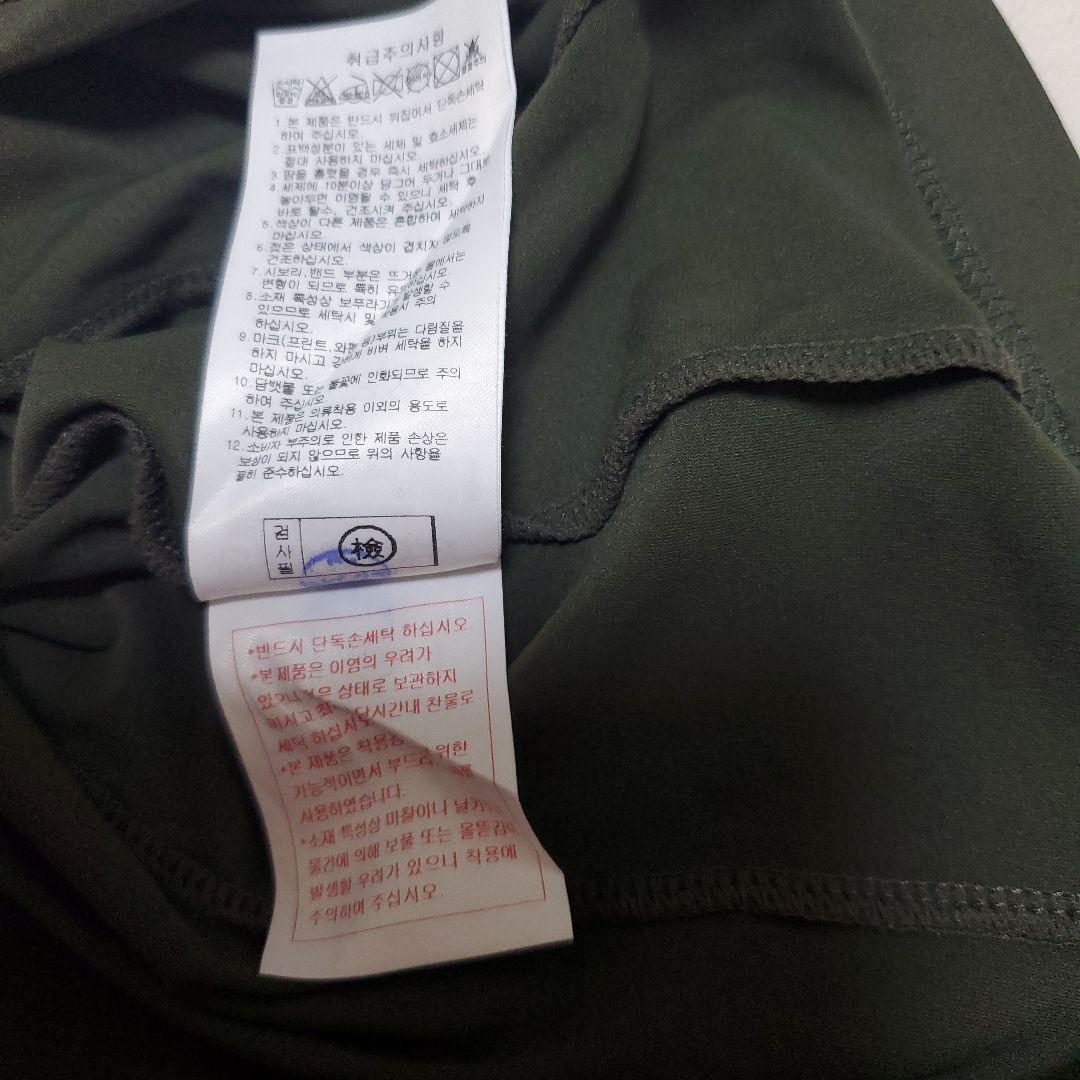 취급주의사항
1. 본 제품은 반드시 뒤집어서 단독손세탁
하여 주십시오.
2. 표백성분이 있는 세제 및 효소세제는
절대 사용하지 마십시오.
3. 땀을 흘렸을 경우 즉시 세탁하십시오.
4. 세제에 10분이상 담그어 두거나 그대로
놓아두면 이염될 수 있으니 세탁 후
바로 탈수, 건조시켜 주십시오.
5. 색상이 다른 제품은 혼합하여 세탁하지
마십시오.
6. 젖은 상태에서 색상이 겹치지 않도록
건조하십시오.
7. 시보리, 밴드 부분은 뜨거운 물에서는
변형이 되므로 특히 유의하십시오.
8. 소재 특성상 보푸라기가 발생할 수
있으므로 세탁시 및 착용시 주의
하십시오.
9. 마크(프린트, 와펜 등)부위는 다림질을
하지 마시고 강하게 비벼 세탁을 하지
마십시오.
10. 담뱃불 또는 불꽃에 인화되므로 주의
하여 주십시오.
11. 본 제품은 의류착용 이외의 용도로
사용하지 마십시오.
12. 소비자 부주의로 인한 제품 손상은
보상이 되지 않으므로 위의 사항을
필히 준수하십시오.
검사필 檢
*반드시 단독손세탁 하십시오.
*본제품은 이염의 우려가
있으니 젖은 상태로 보관하지
마시고 단시간내 찬물로
세탁 하십시오.
*본 제품은 위한
기능적이면서
사용하였습니다.
*소재 특성상 마찰이나
물건에 의해 보풀 또는 올뜯김이
발생할 우려가 있으니 착용에
주의하여 주십시오.